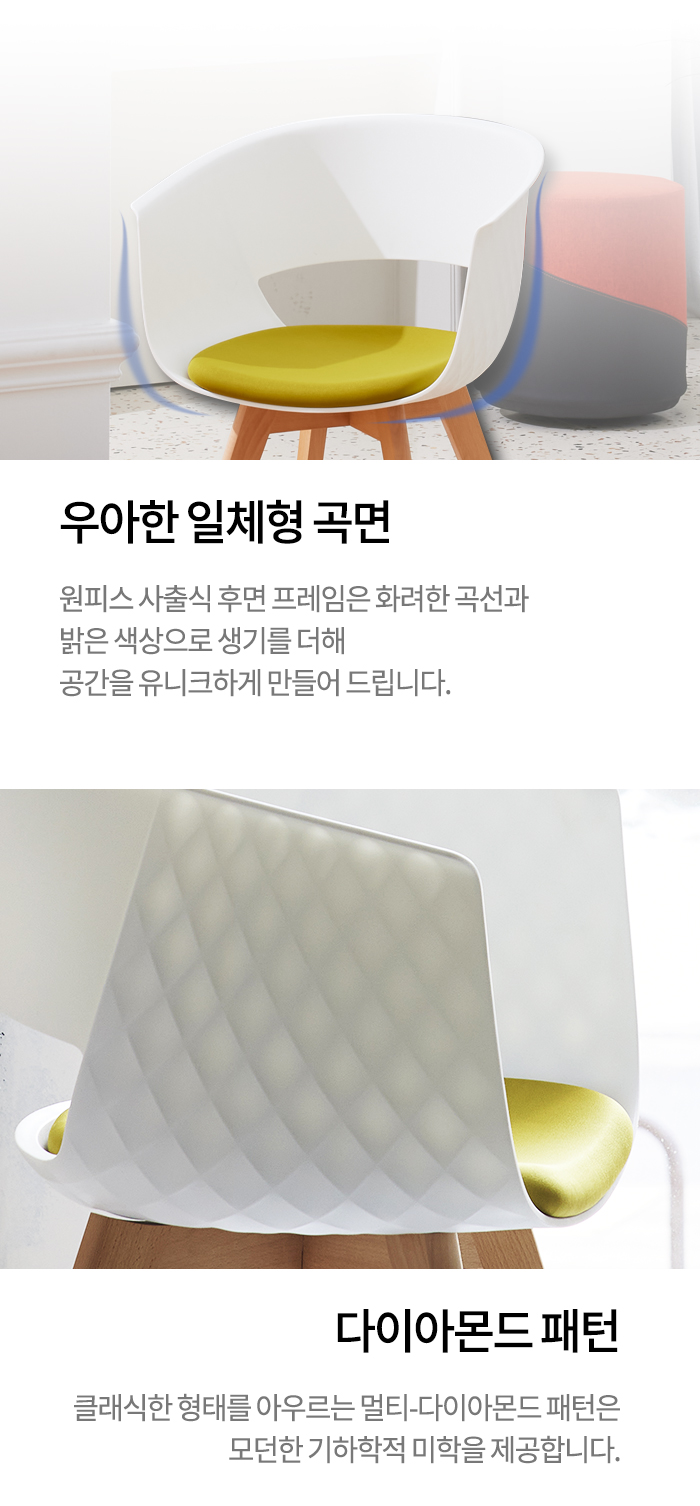 우아한 일체형 곡면
원피스 사출식 후면 프레임은 화려한 곡선과
밝은 색상으로 생기를 더해
공간을 유니크하게 만들어 드립니다.
다이아몬드 패턴
클래식한 형태를 아우르는 멀티-다이아몬드 패턴은
모던한 기하학적 미학을 제공합니다.